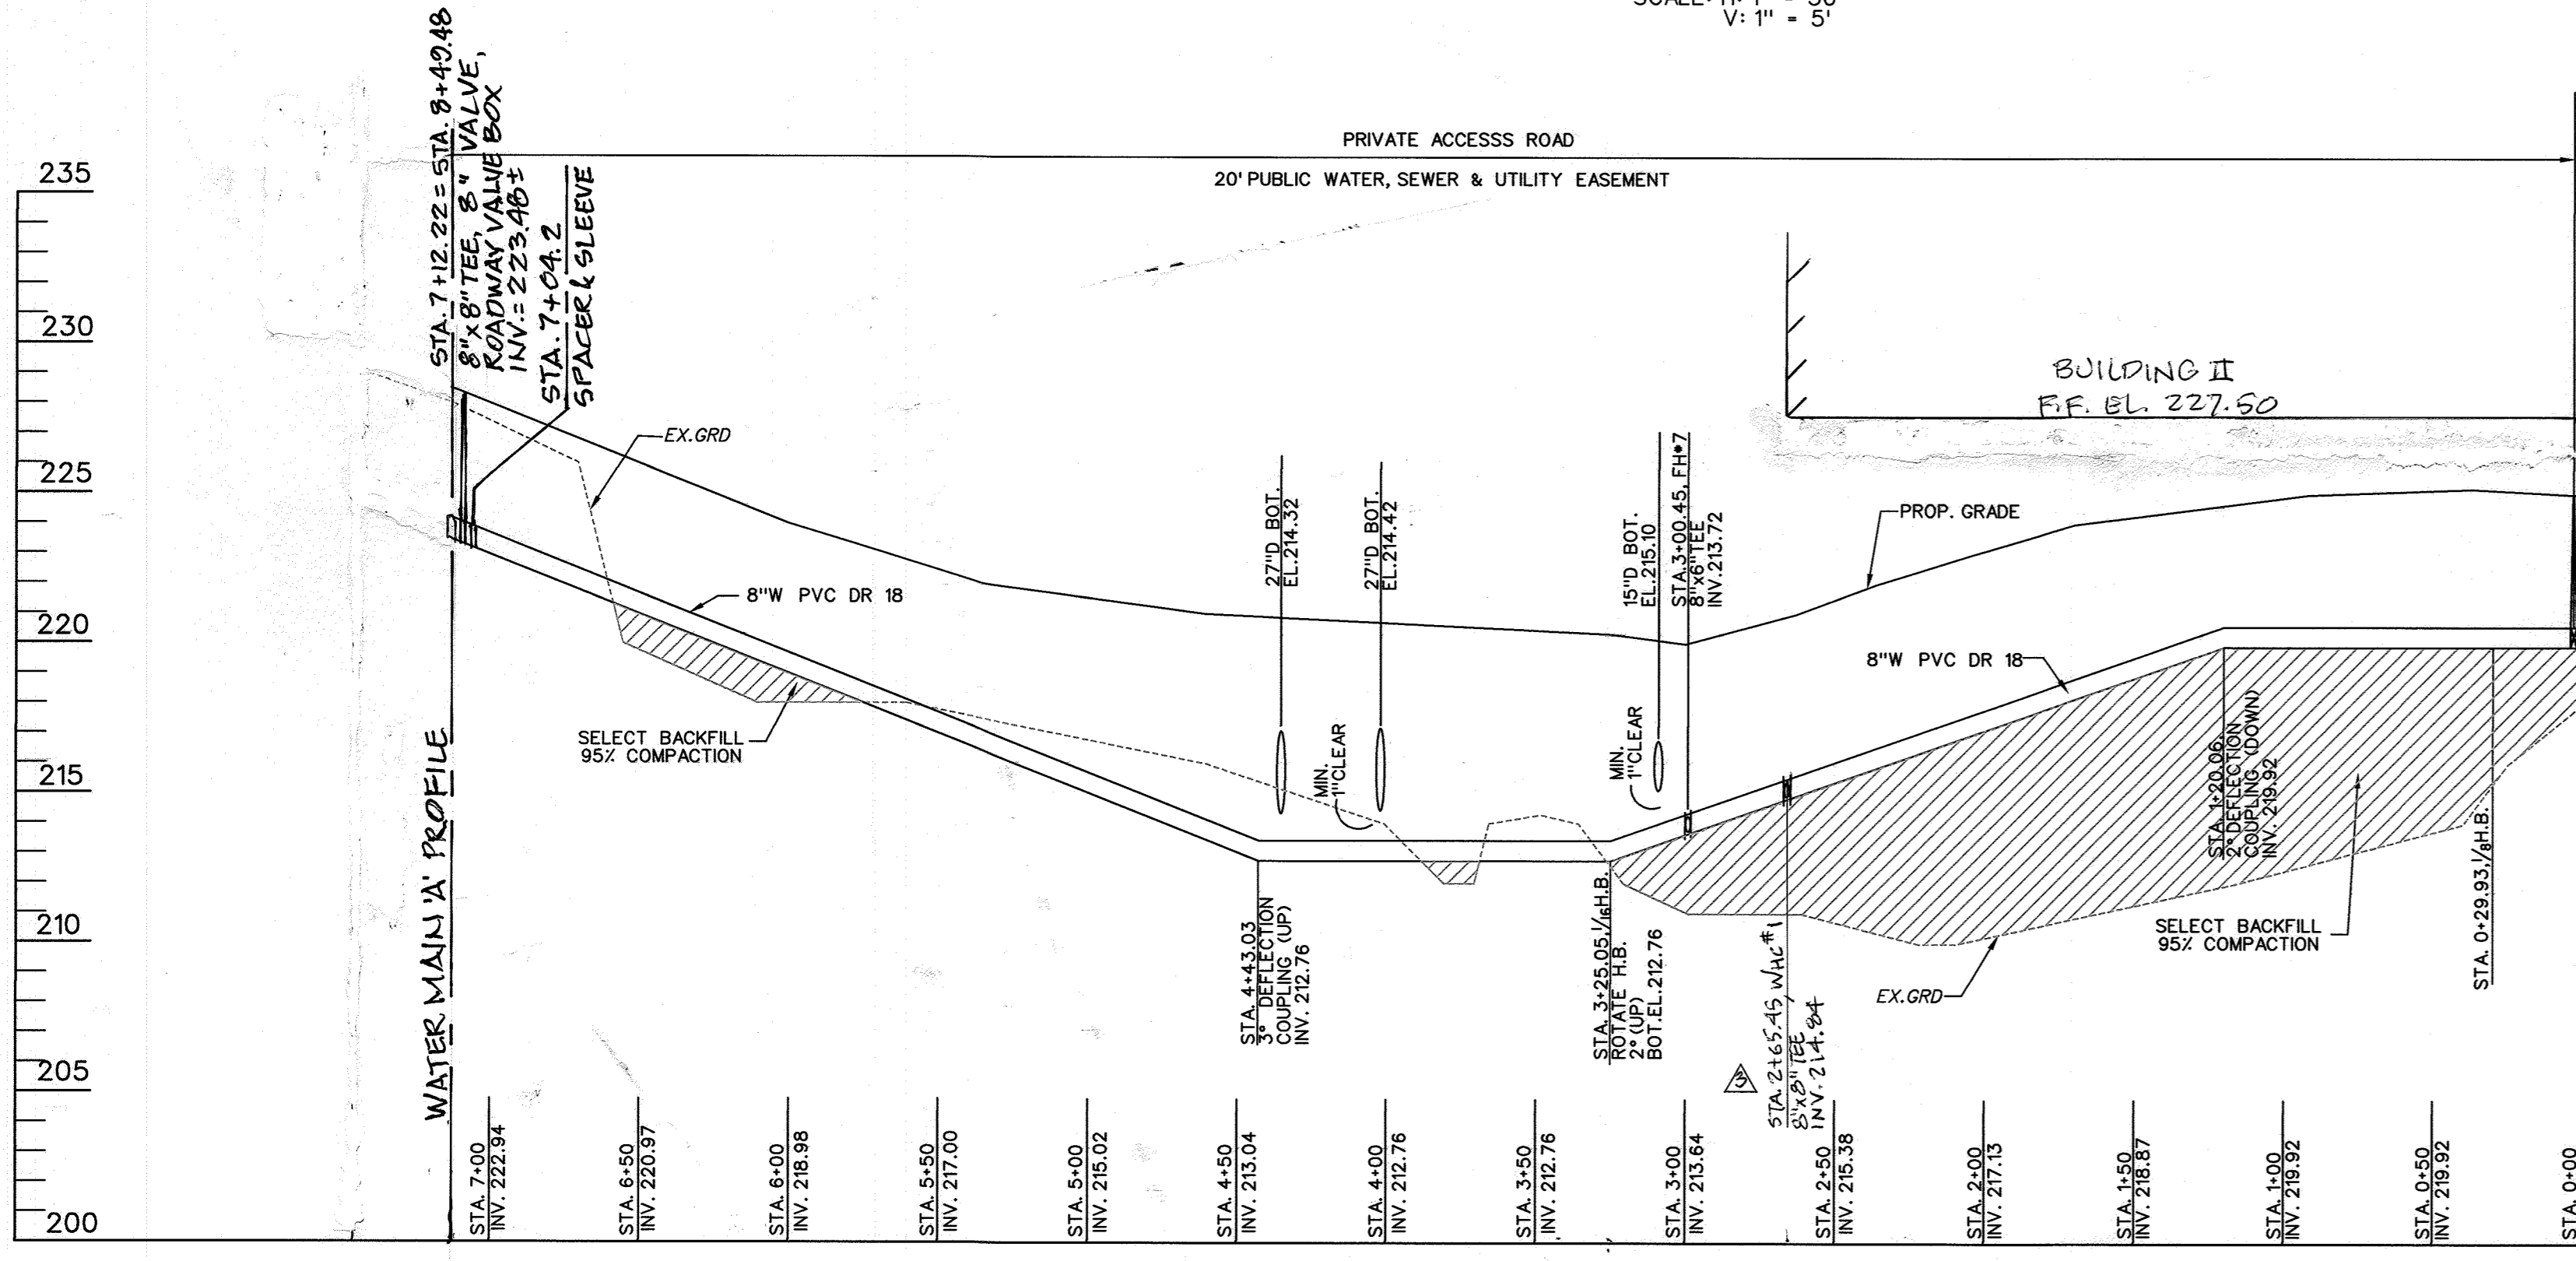 V: 1" = 5'
STA. 7+12.22 = STA. 8+49.48
8"x8" TEE, 8" VALVE,
ROADWAY VALVE BOX
INV.= 223.48±
STA. 7+04.2
SPACER & SLEEVE
PRIVATE ACCESSS ROAD
20' PUBLIC WATER, SEWER & UTILITY EASEMENT
235
230
225
220
215
210
205
200
BUILDING II
F.F. EL. 227.50
EX.GRD
27"D BOT.
EL.214.32
27"D BOT.
EL.214.42
15"D BOT.
EL.215.10
STA.3+00.45, FH#7
8"x6"TEE
INV.213.72
PROP. GRADE
8"W PVC DR 18
8"W PVC DR 18
SELECT BACKFILL
95% COMPACTION
MIN.
1"CLEAR
MIN.
1"CLEAR
WATER MAIN 'A' PROFILE
STA. 4+43.03
3° DEFLECTION
COUPLING (UP)
INV. 212.76
STA. 3+25.05, 1/16 H.B.
ROTATE H.B.
2° (UP)
BOT.EL.212.76
3
STA. 2+65.45, WHC #1
8"x8" TEE
INV. 214.84
STA. 1+20.06.
2° DEFLECTION
COUPLING (DOWN)
INV. 219.92
SELECT BACKFILL
95% COMPACTION
EX.GRD
STA. 0+29.93, 1/8 H.B.
STA. 7+00
INV. 222.94
STA. 6+50
INV. 220.97
STA. 6+00
INV. 218.98
STA. 5+50
INV. 217.00
STA. 5+00
INV. 215.02
STA. 4+50
INV. 213.04
STA. 4+00
INV. 212.76
STA. 3+50
INV. 212.76
STA. 3+00
INV. 213.64
STA. 2+50
INV. 215.38
STA. 2+00
INV. 217.13
STA. 1+50
INV. 218.87
STA. 1+00
INV. 219.92
STA. 0+50
INV. 219.92
STA. 0+00